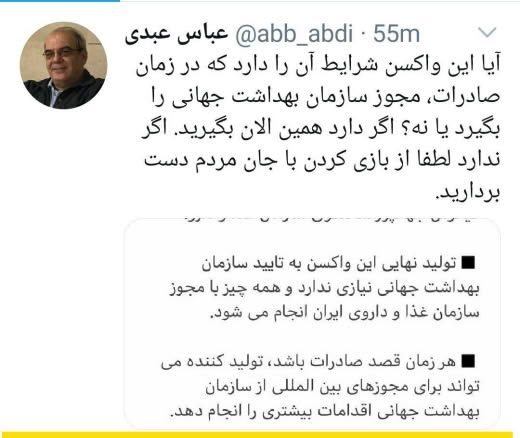 عباس عبدی @abb_abdi · 55m
آیا این واکسن شرایط آن را دارد که در زمان
صادرات، مجوز سازمان بهداشت جهانی را
بگیرد یا نه؟ اگر دارد همین الان بگیرید. اگر
ندارد لطفا از بازی کردن با جان مردم دست
بردارید.
■ تولید نهایی این واکسن به تایید سازمان
بهداشت جهانی نیازی ندارد و همه چیز با مجوز
سازمان غذا و داروی ایران انجام می شود.
■ هر زمان قصد صادرات باشد، تولید کننده می
تواند برای مجوزهای بین المللی از سازمان
بهداشت جهانی اقدامات بیشتری را انجام دهد.